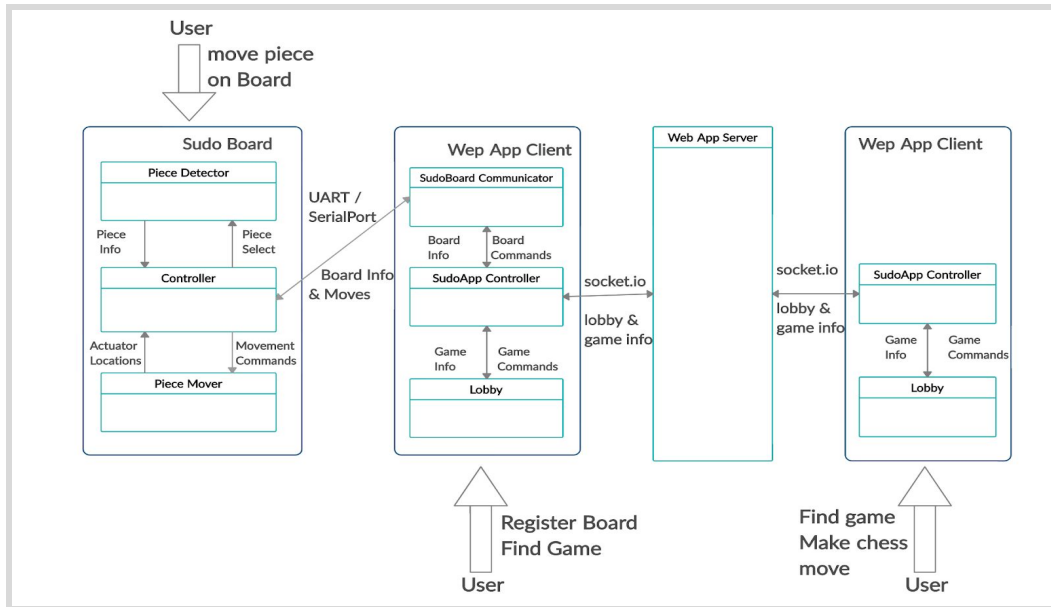 User
move piece
on Board
Sudo Board
Piece Detector
Piece
Info
Piece
Select
Controller
Actuator
Locations
Movement
Commands
Piece Mover
UART /
SerialPort
Board Info
& Moves
Wep App Client
SudoBoard Communicator
Board
Info
Board
Commands
SudoApp Controller
Game
Info
Game
Commands
Lobby
Register Board
Find Game
User
socket.io
lobby &
game info
Web App Server
socket.io
lobby &
game info
Wep App Client
SudoApp Controller
Game
Info
Game
Commands
Lobby
Find game
Make chess
move
User